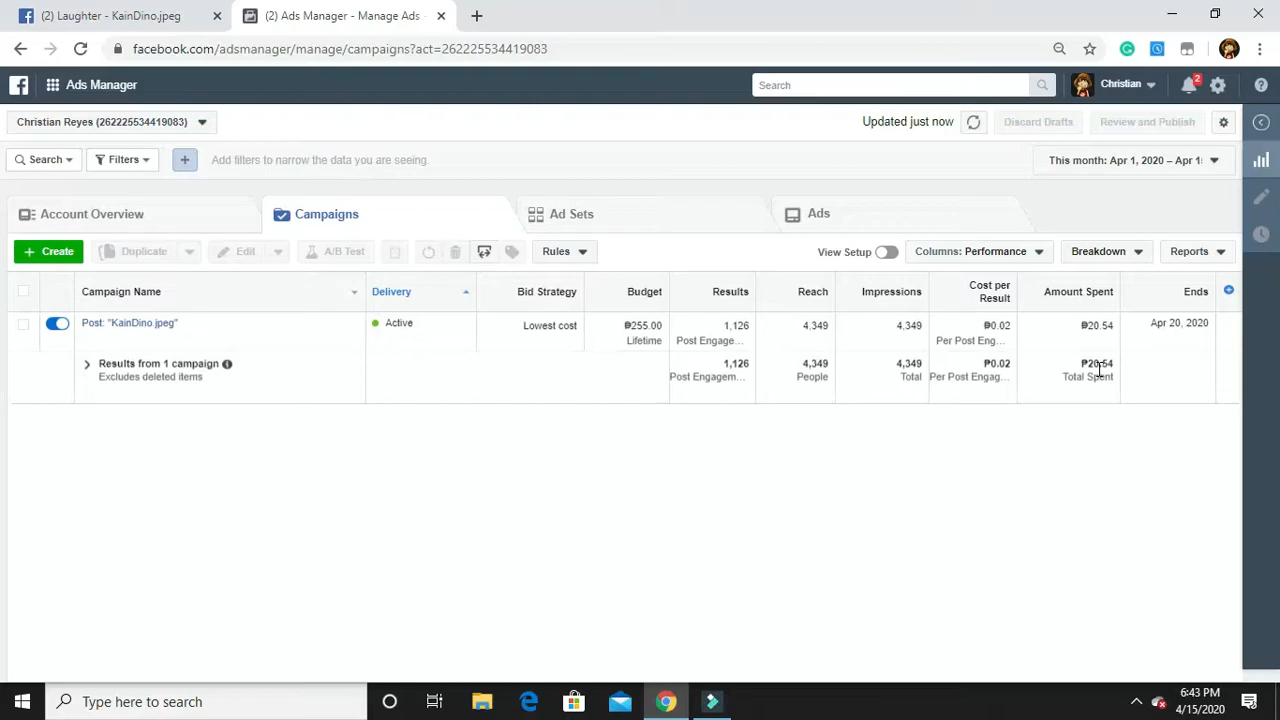 (2) Laughter - KainDino.jpeg
(2) Ads Manager - Manage Ads -
facebook.com/adsmanager/manage/campaigns?act=262225534419083
Ads Manager
Search
Christian
2
Christian Reyes (262225534419083)
Updated just now
Discard Drafts
Review and Publish
Search
Filters
Add filters to narrow the data you are seeing.
This month: Apr 1, 2020 – Apr 1
Account Overview
Campaigns
Ad Sets
Ads
Create
Duplicate
Edit
A/B Test
Rules
View Setup
Columns: Performance
Breakdown
Reports
Campaign Name
Delivery
Bid Strategy
Budget
Results
Reach
Impressions
Cost per
Result
Amount Spent
Ends
Post: "KainDino.jpeg"
Active
Lowest cost
₱255.00
Lifetime
1,126
Post Engage...
4,349
4,349
₱0.02
Per Post Eng...
₱20.54
Apr 20, 2020
Results from 1 campaign
Excludes deleted items
1,126
Post Engagem...
4,349
People
4,349
Total
₱0.02
Per Post Engag...
₱20.54
Total Spent
Type here to search
6:43 PM
4/15/2020